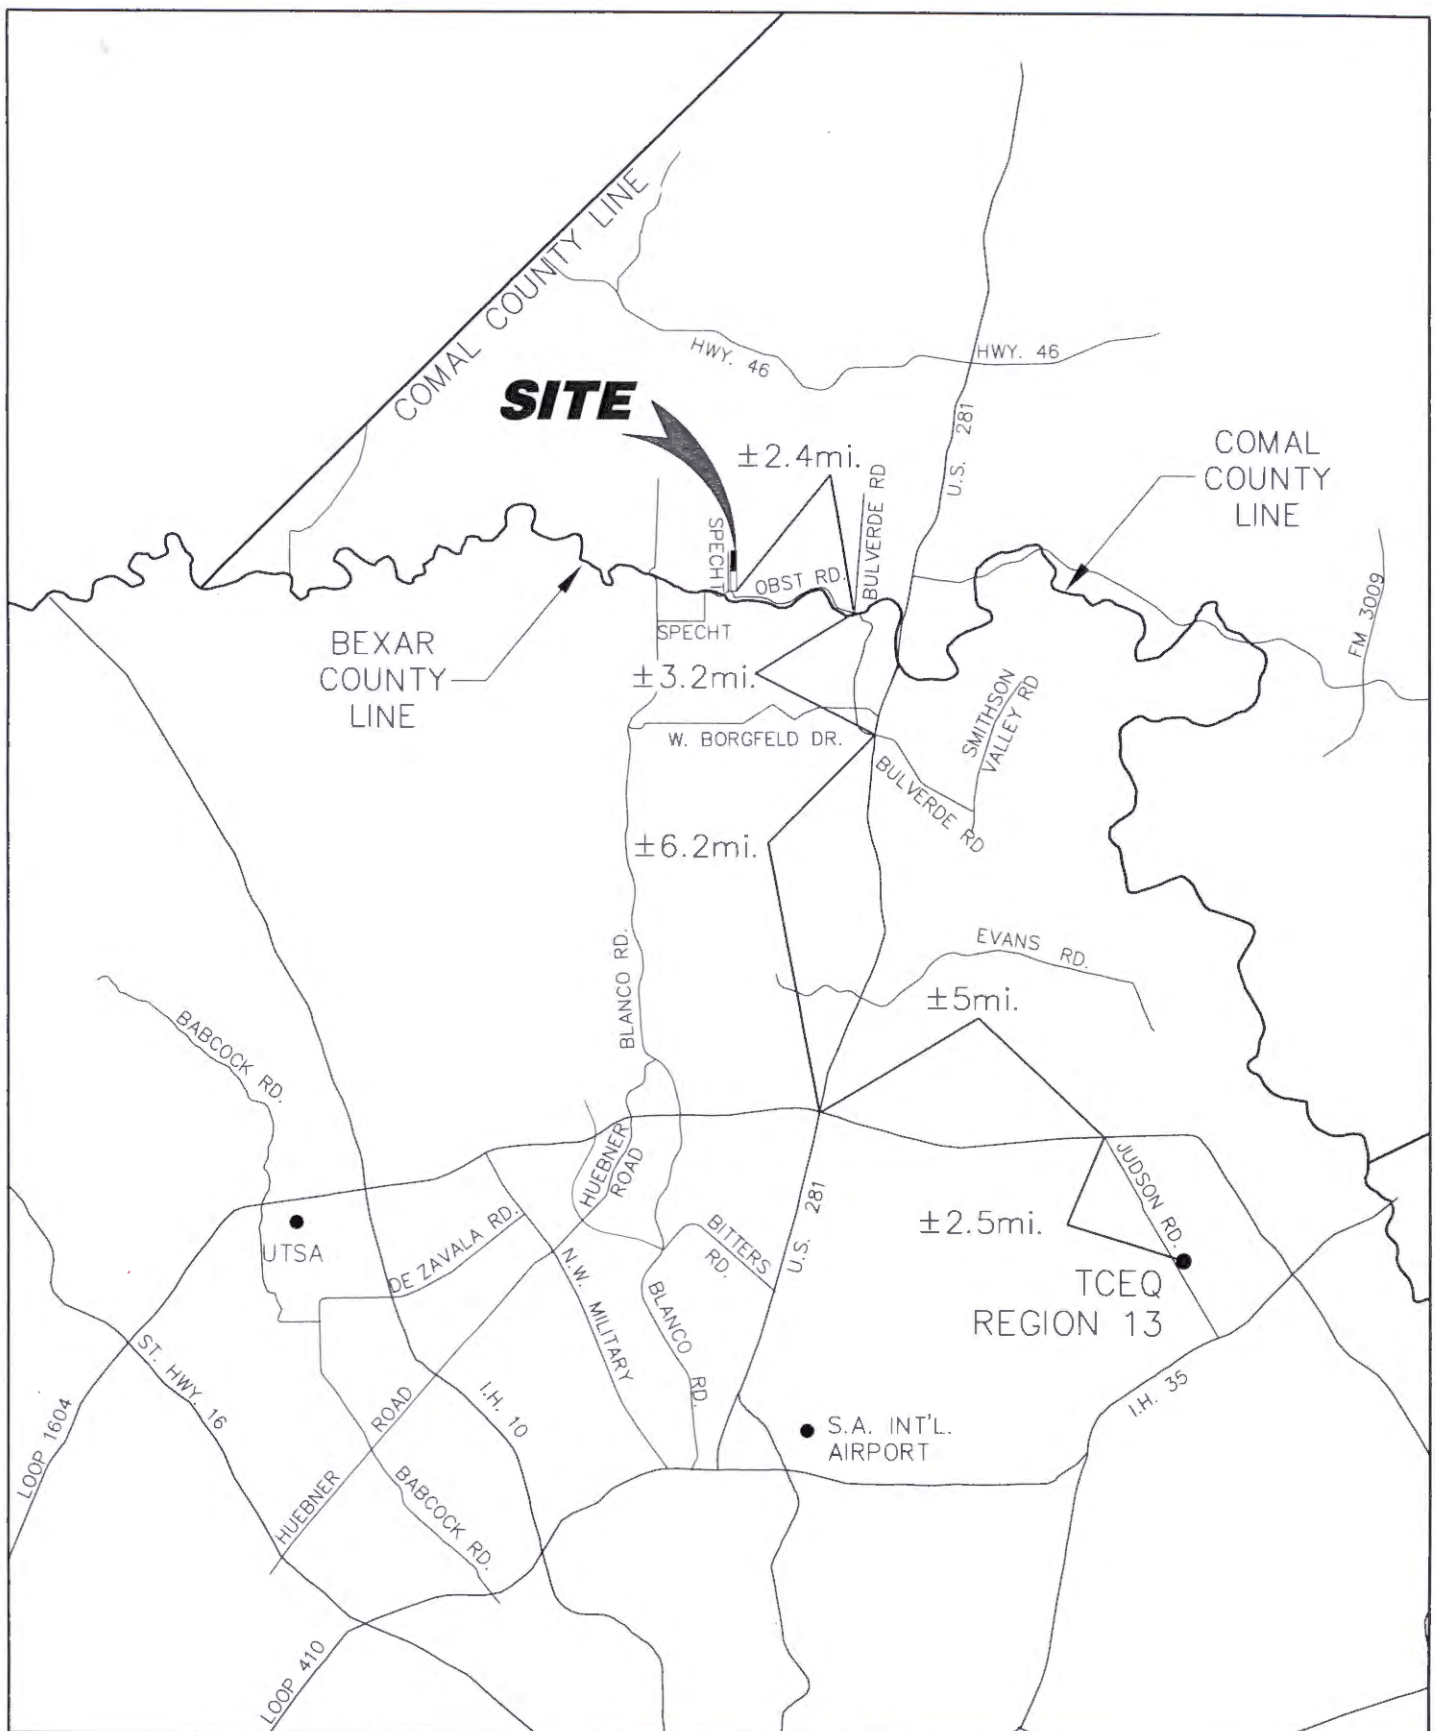 COMAL COUNTY LINE
HWY. 46
HWY. 46
SITE
±2.4mi.
U.S. 281
COMAL
COUNTY
LINE
BULVERDE RD
SPECHT
OBST RD.
FM 3009
SPECHT
BEXAR
COUNTY
LINE
±3.2mi.
SMITHSON
VALLEY RD
W. BORGFELD DR.
BULVERDE RD
±6.2mi.
BLANCO RD.
EVANS RD.
±5mi.
BABCOCK RD.
HUEBNER
ROAD
JUDSON RD.
UTSA
DE ZAVALA RD.
BITTERS
RD.
U.S. 281
±2.5mi.
N.W. MILITARY
BLANCO RD.
TCEQ
REGION 13
ST. HWY. 16
LOOP 1604
HUEBNER ROAD
I.H. 10
I.H. 35
S.A. INT'L.
AIRPORT
BABCOCK RD.
LOOP 410